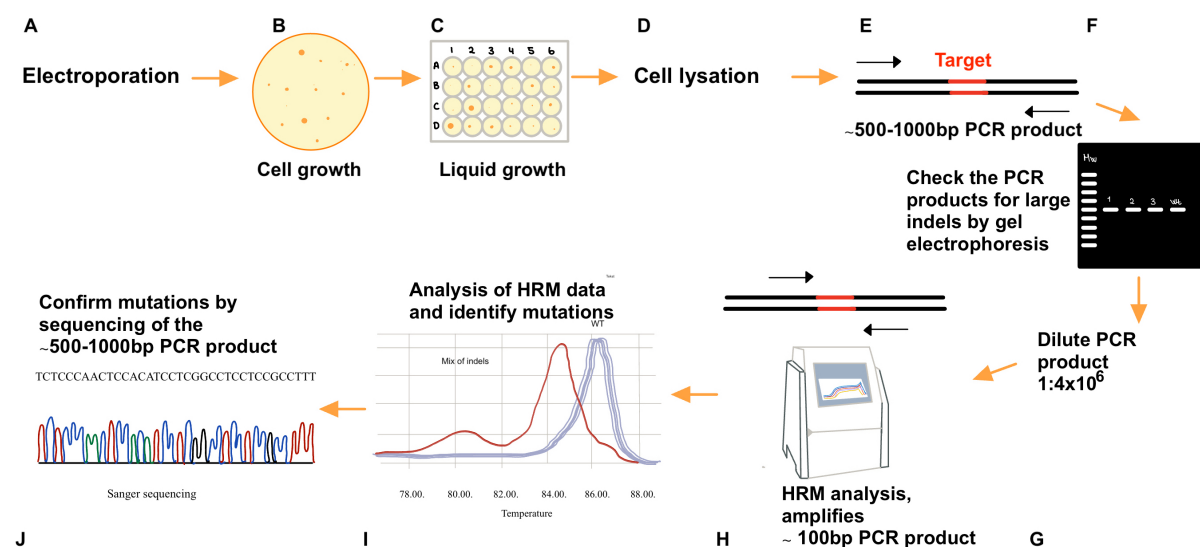 A
B
C
D
E
F
Electroporation
Cell growth
1 2 3 4 5 6
A
B
C
D
Liquid growth
Cell lysation
Target
~500-1000bp PCR product
Check the PCR
products for large
indels by gel
electrophoresis
1 2 3 Wt
Dilute PCR
product
1:4x10⁶
HRM analysis,
amplifies
~ 100bp PCR product
Analysis of HRM data
and identify mutations
WT
Mix of indels
78.00. 80.00. 82.00. 84.00. 86.00. 88.00.
Temperature
Confirm mutations by
sequencing of the
~500-1000bp PCR product
TCTCCCAACTCCACATCCTCGGCCTCCTCCGCCTTT
Sanger sequencing
J
I
H
G